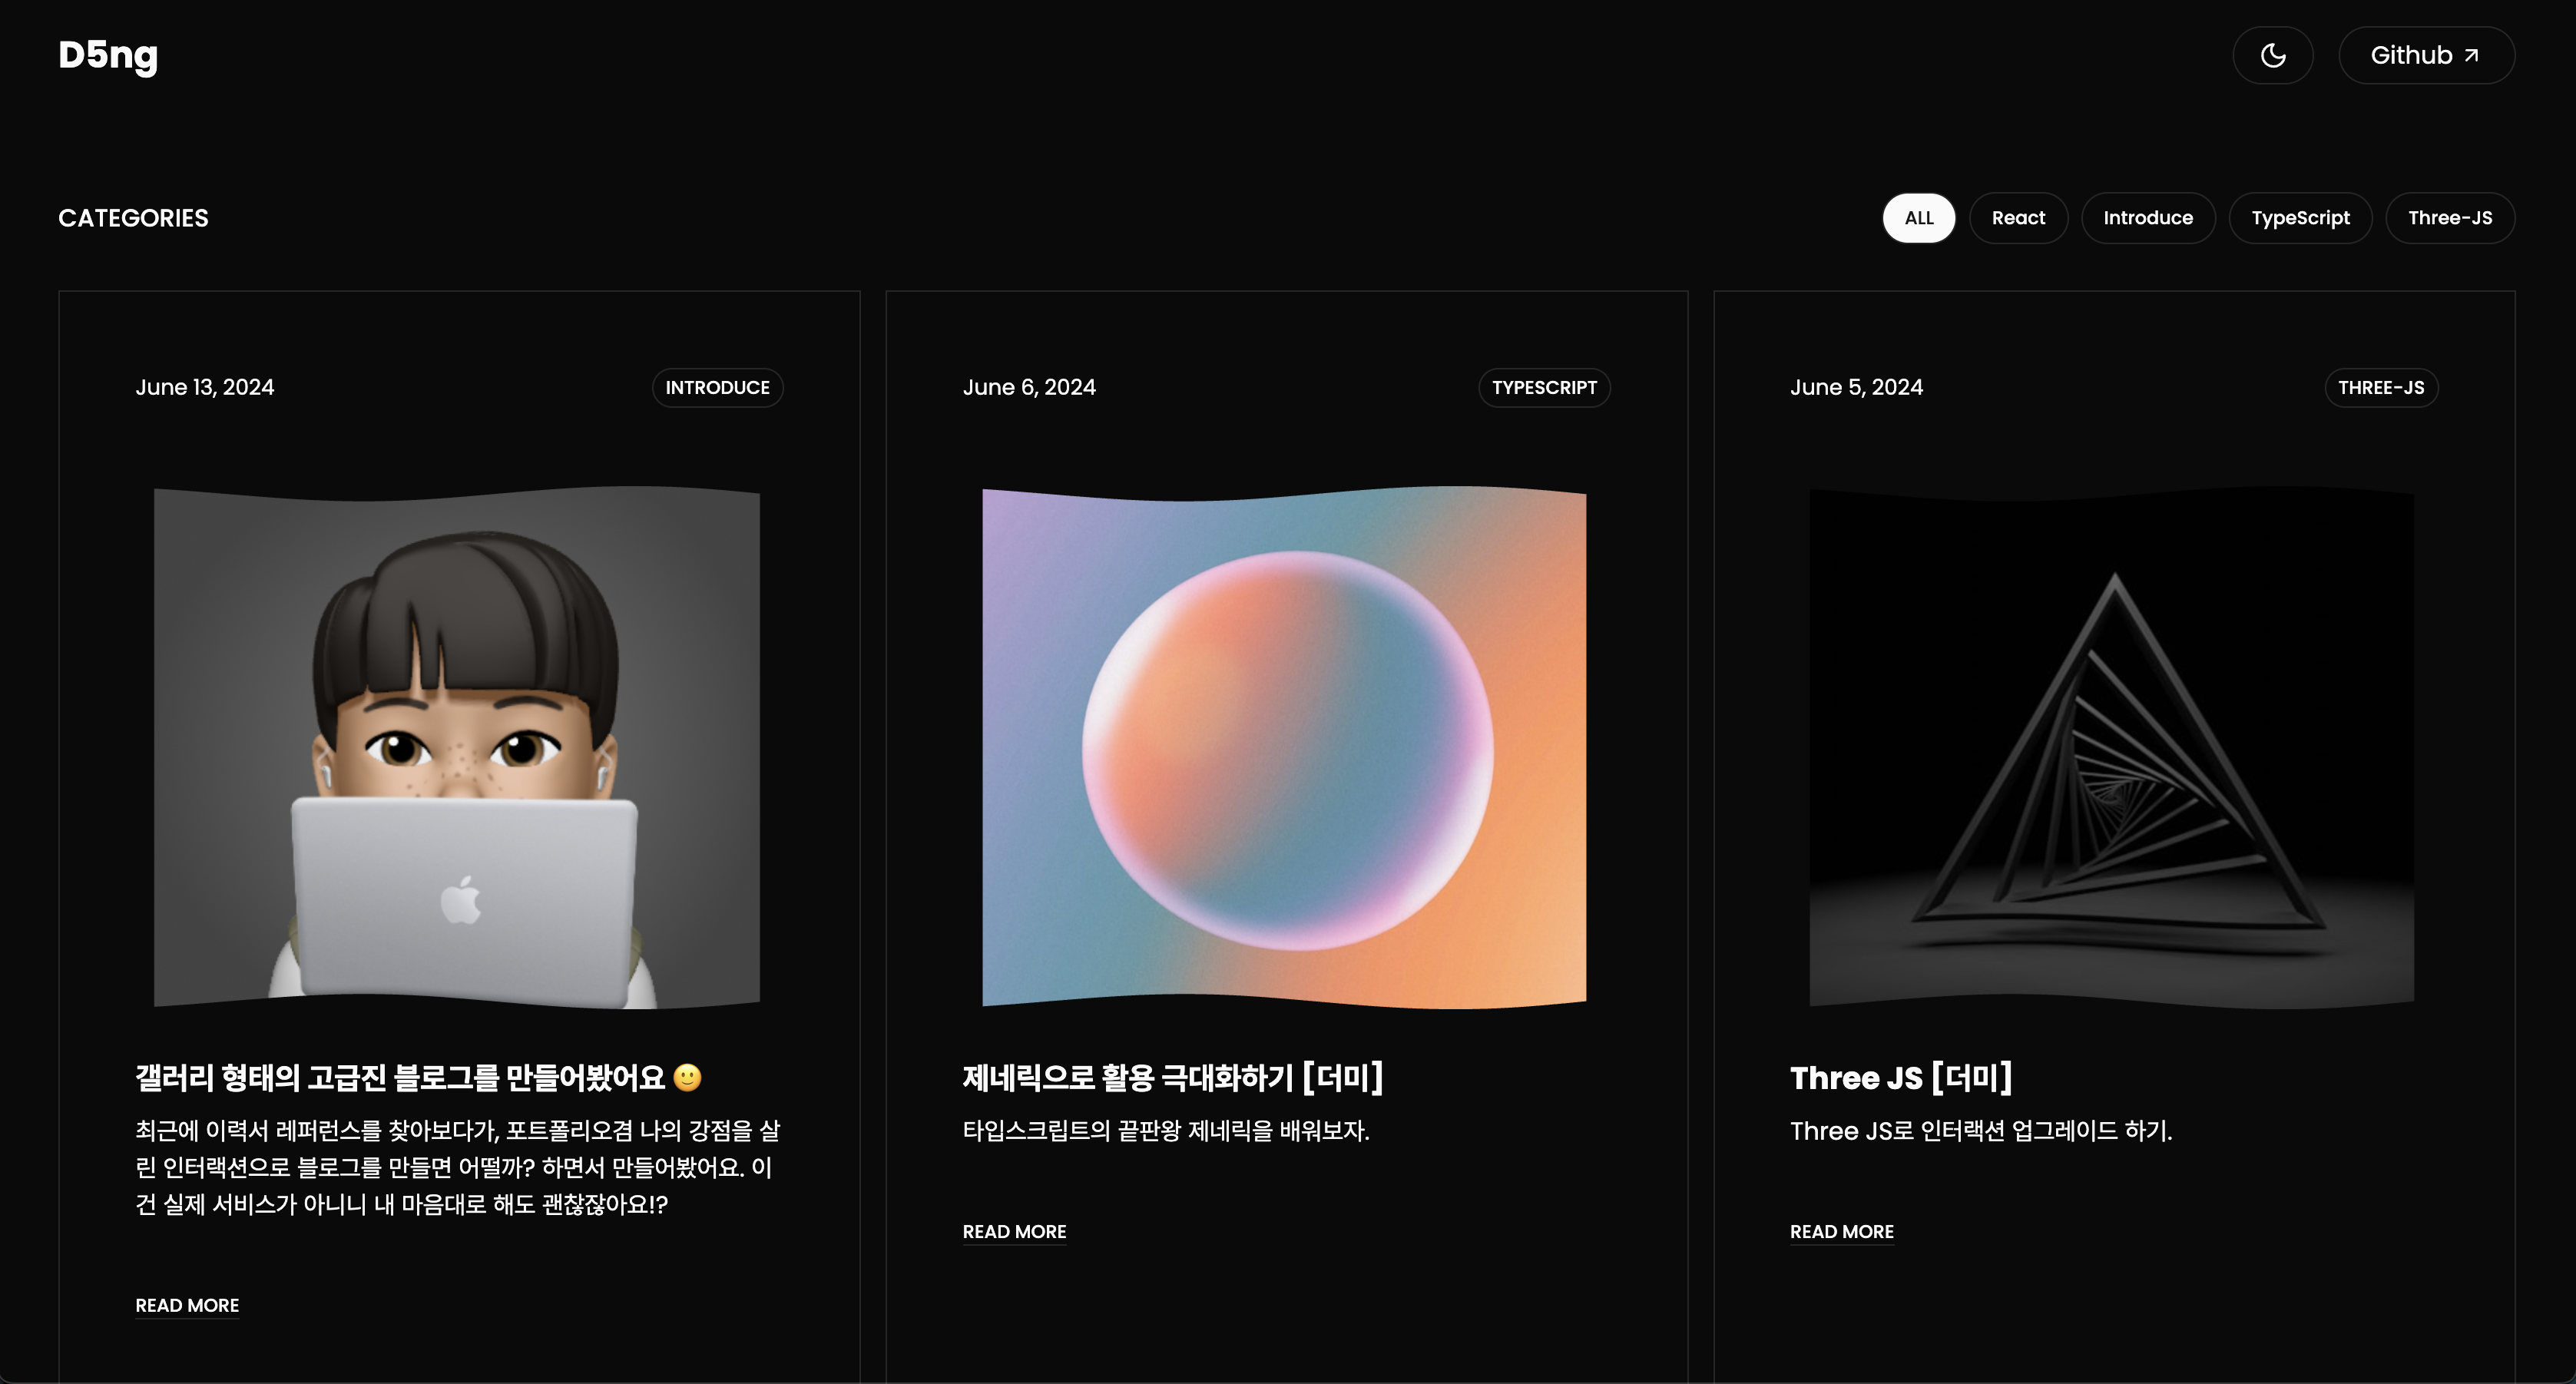 D5ng
Github
CATEGORIES
ALL
React
Introduce
TypeScript
Three-JS
June 13, 2024
INTRODUCE
갤러리 형태의 고급진 블로그를 만들어봤어요 🙂
최근에 이력서 레퍼런스를 찾아보다가, 포트폴리오겸 나의 강점을 살
린 인터랙션으로 블로그를 만들면 어떨까? 하면서 만들어봤어요. 이
건 실제 서비스가 아니니 내 마음대로 해도 괜찮잖아요!?
READ MORE
June 6, 2024
TYPESCRIPT
제네릭으로 활용 극대화하기 [더미]
타입스크립트의 끝판왕 제네릭을 배워보자.
READ MORE
June 5, 2024
THREE-JS
Three JS [더미]
Three JS로 인터랙션 업그레이드 하기.
READ MORE